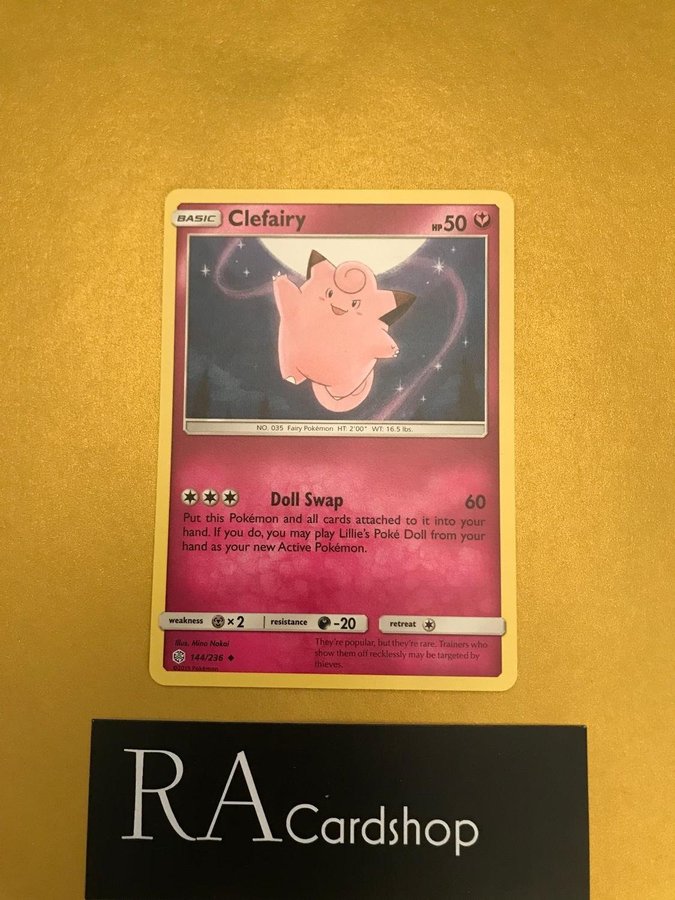 BASIC Clefairy HP 50
NO. 035 Fairy Pokémon HT: 2'00" WT: 16.5 lbs.
Doll Swap 60
Put this Pokémon and all cards attached to it into your
hand. If you do, you may play Lillie's Poké Doll from your
hand as your new Active Pokémon.
weakness ×2 resistance -20 retreat
Illus. Mina Nakai
144/236
They're popular, but they're rare. Trainers who
show them off recklessly may be targeted by
thieves.
RA Cardshop